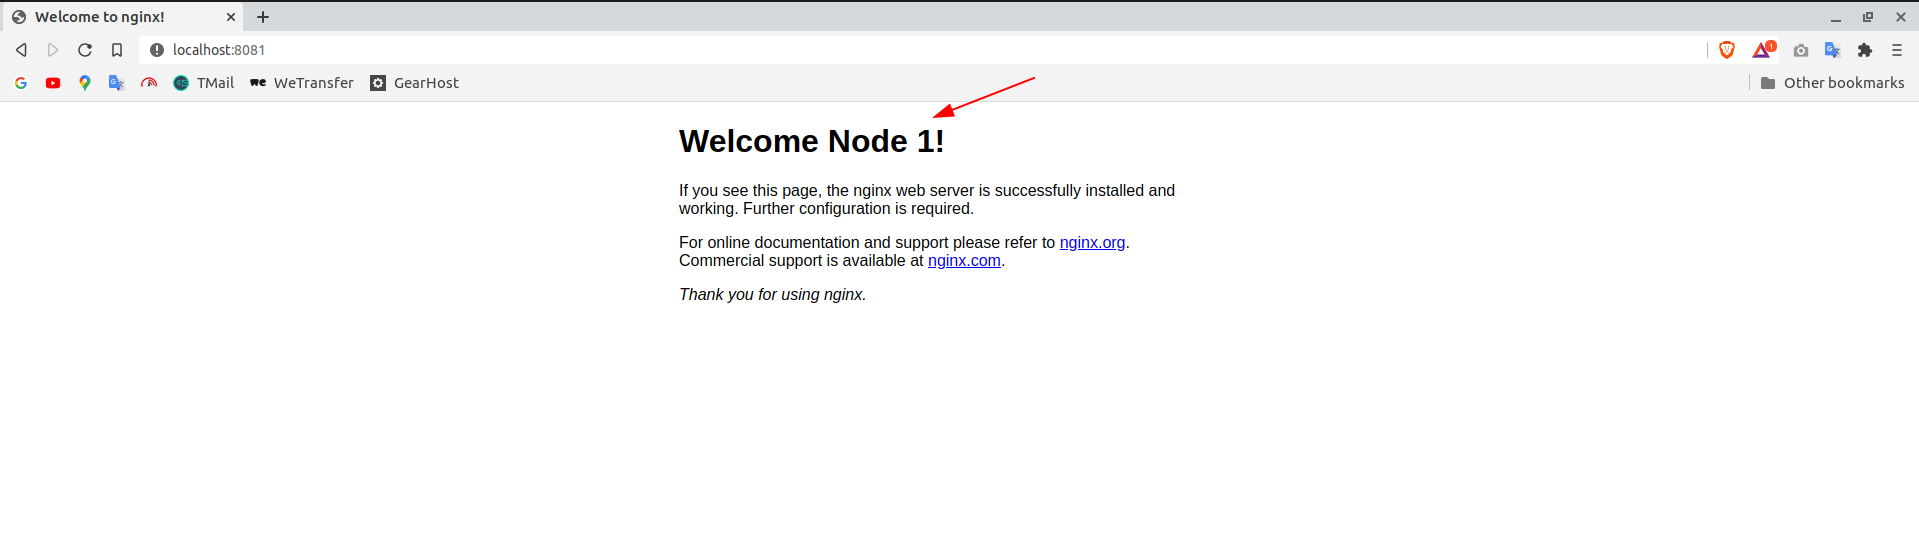 Welcome to nginx!
localhost:8081
1
TMail WeTransfer GearHost Other bookmarks
Welcome Node 1!
If you see this page, the nginx web server is successfully installed and
working. Further configuration is required.
For online documentation and support please refer to nginx.org.
Commercial support is available at nginx.com.
Thank you for using nginx.